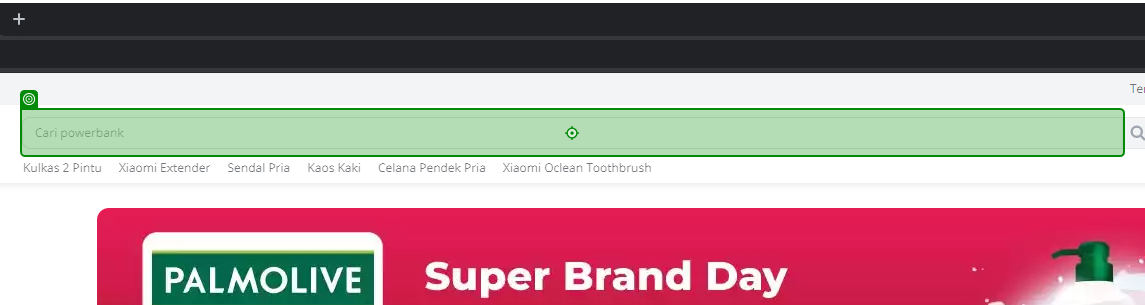 Te
Cari powerbank
Kulkas 2 Pintu Xiaomi Extender Sendal Pria Kaos Kaki Celana Pendek Pria Xiaomi Oclean Toothbrush
PALMOLIVE
Super Brand Day